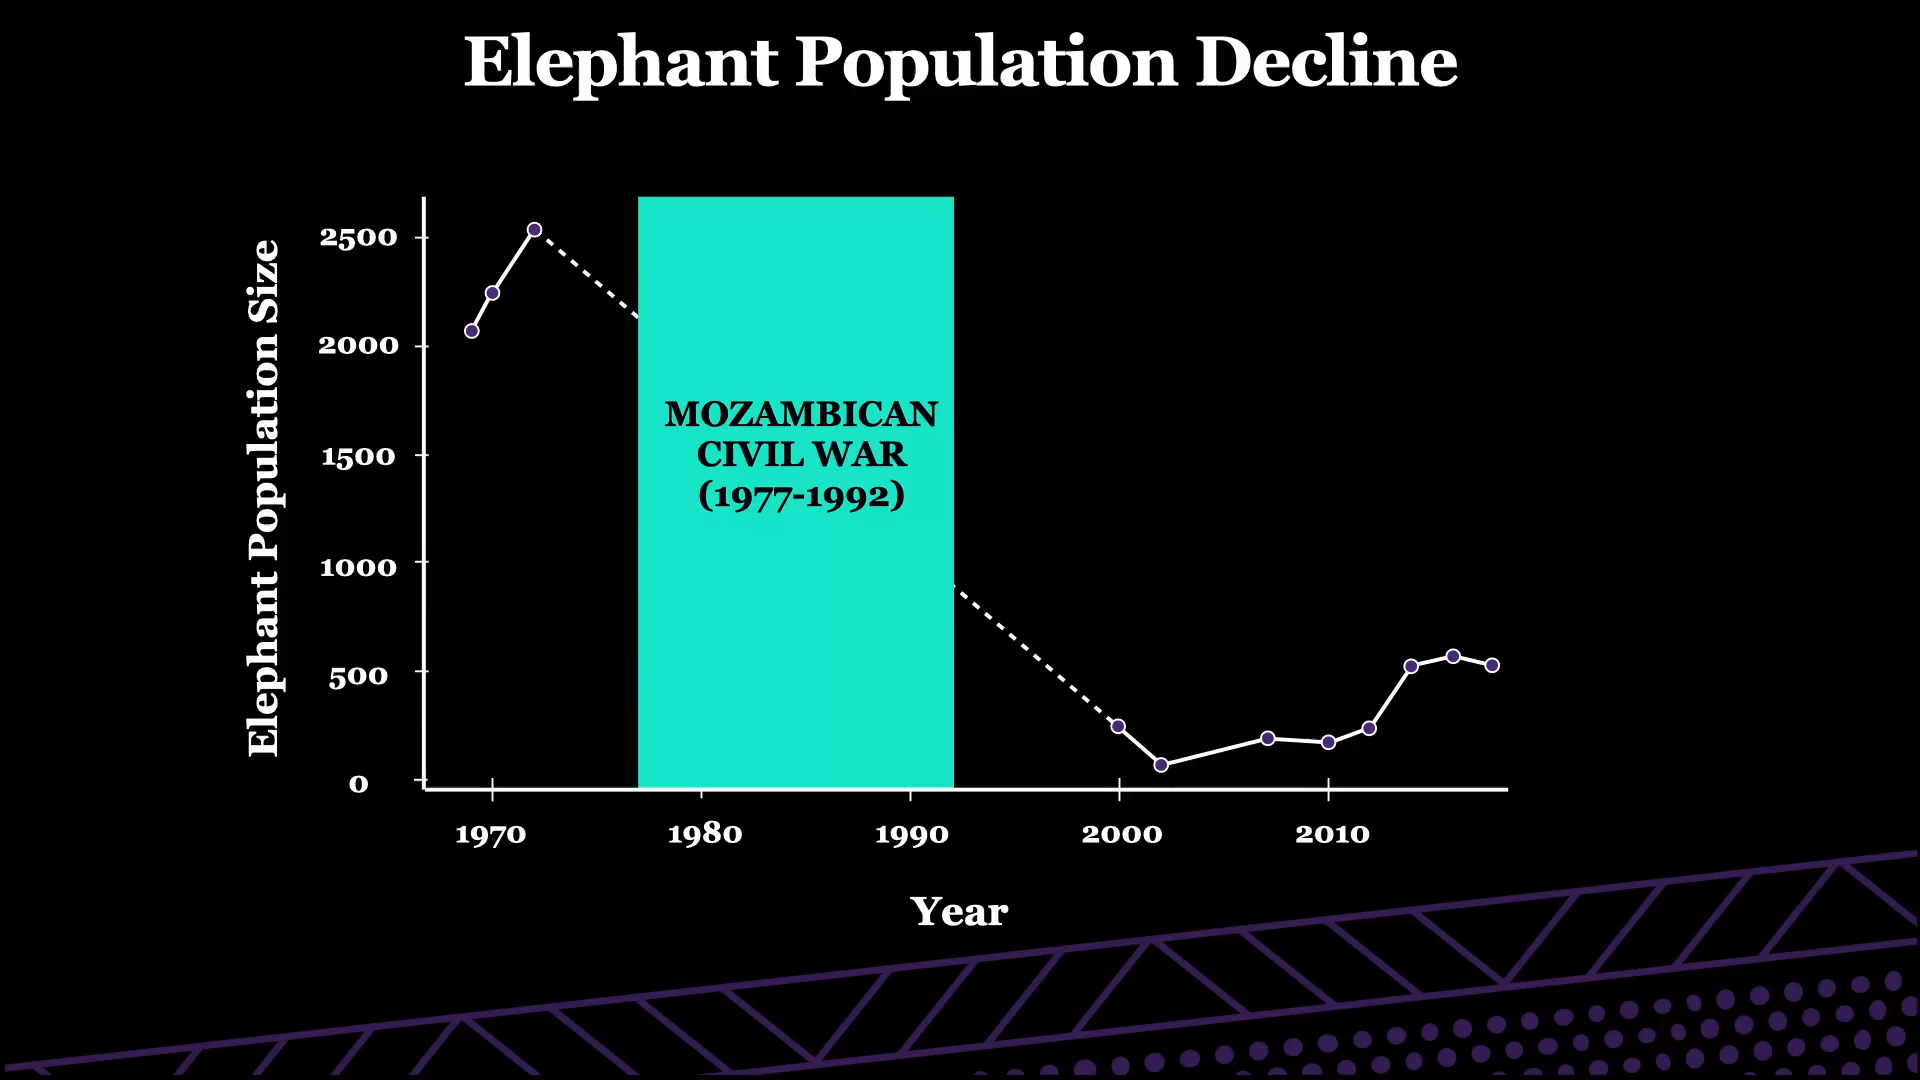 Elephant Population Decline
Elephant Population Size
2500
2000
1500
1000
500
0
MOZAMBICAN
CIVIL WAR
(1977-1992)
1970
1980
1990
2000
2010
Year